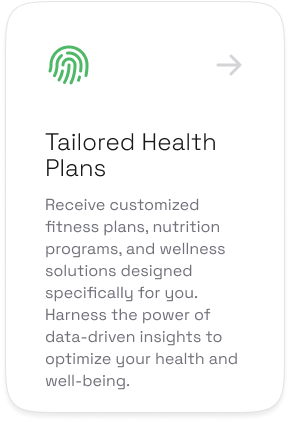 Tailored Health
Plans
Receive customized
fitness plans, nutrition
programs, and wellness
solutions designed
specifically for you.
Harness the power of
data-driven insights to
optimize your health and
well-being.